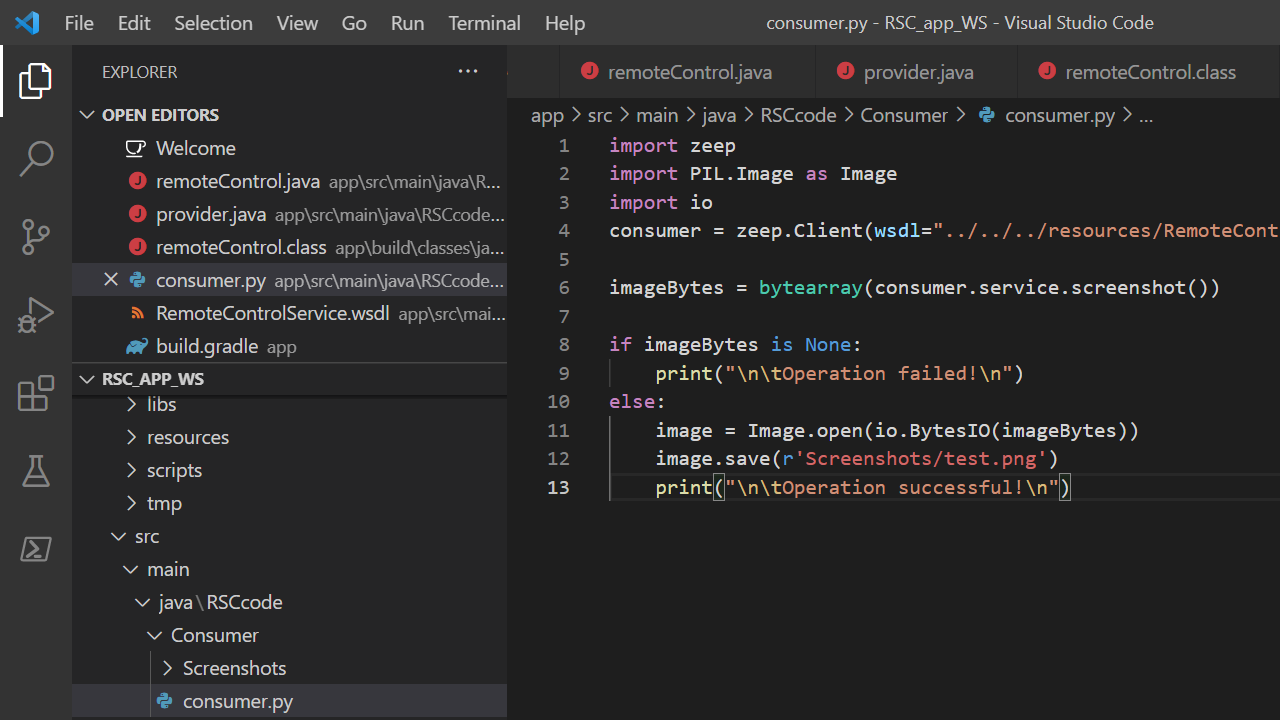 File Edit Selection View Go Run Terminal Help consumer.py - RSC_app_WS - Visual Studio Code
EXPLORER ...
OPEN EDITORS
Welcome
remoteControl.java app\src\main\java\R...
provider.java app\src\main\java\RSCcode...
remoteControl.class app\build\classes\ja...
consumer.py app\src\main\java\RSCcode...
RemoteControlService.wsdl app\src\mai...
build.gradle app
RSC_APP_WS
libs
resources
scripts
tmp
src
main
java\RSCcode
Consumer
Screenshots
consumer.py
remoteControl.java provider.java remoteControl.class
app > src > main > java > RSCcode > Consumer > consumer.py > ...
1 import zeep
2 import PIL.Image as Image
3 import io
4 consumer = zeep.Client(wsdl="../../../resources/RemoteCont
5
6 imageBytes = bytearray(consumer.service.screenshot())
7
8 if imageBytes is None:
9 print("\n\tOperation failed!\n")
10 else:
11 image = Image.open(io.BytesIO(imageBytes))
12 image.save(r'Screenshots/test.png')
13 print("\n\tOperation successful!\n")